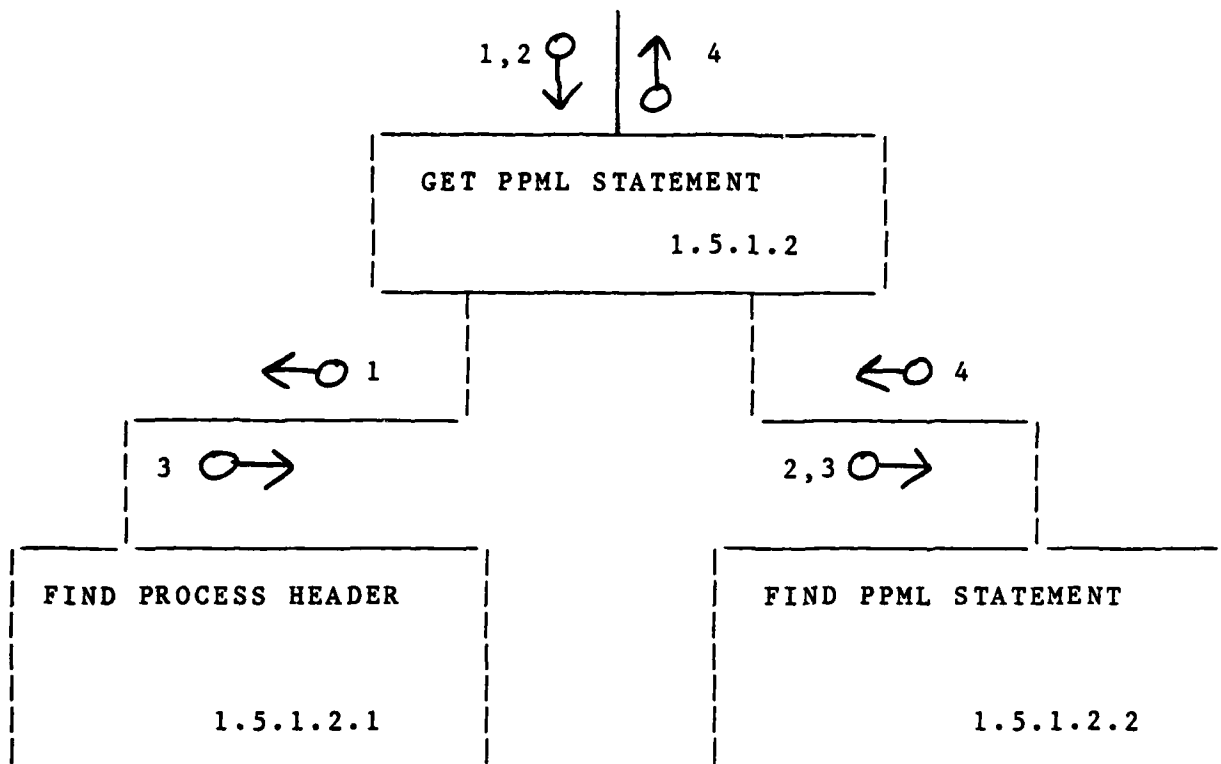 1,2 4
GET PPML STATEMENT
1.5.1.2
1 4
3 2,3
FIND PROCESS HEADER FIND PPML STATEMENT
1.5.1.2.1 1.5.1.2.2